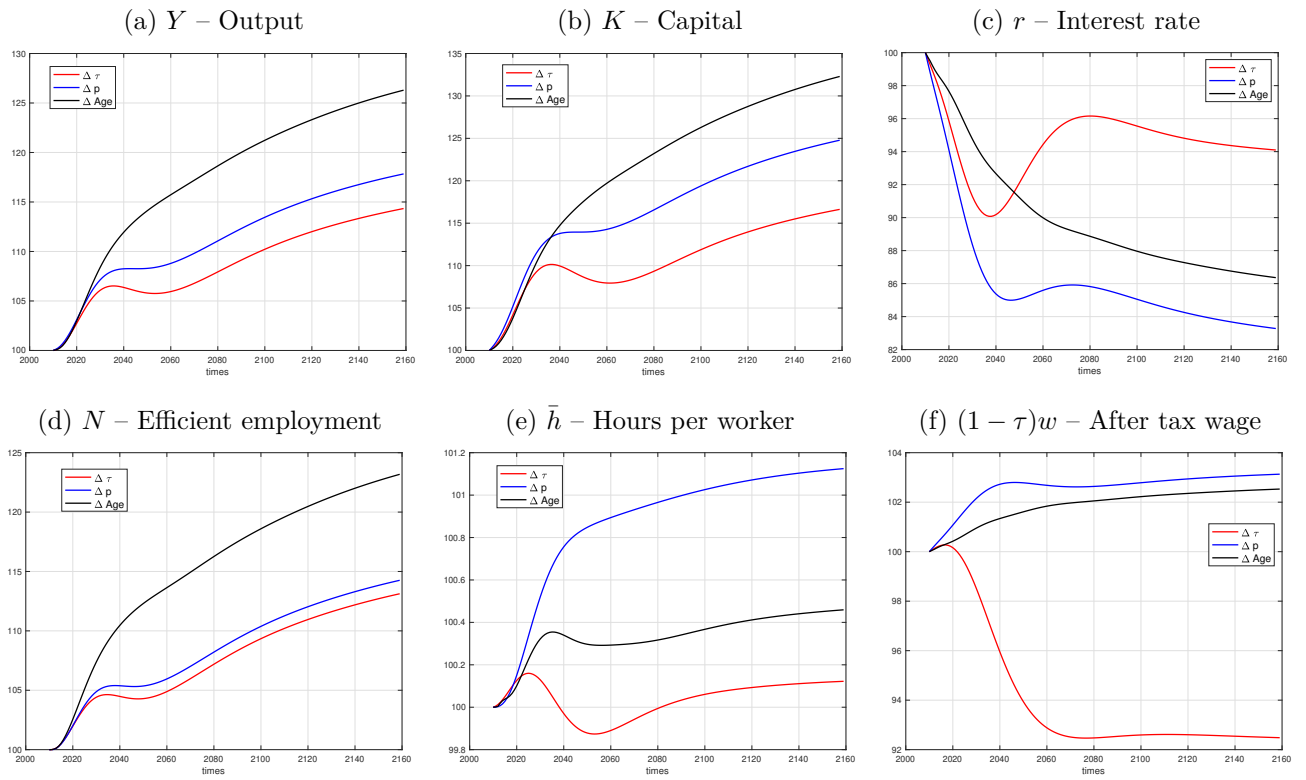 (a) Y – Output
130
125
120
115
110
105
100
2000 2020 2040 2060 2080 2100 2120 2140 2160
times
Δ τ
Δ p
Δ Age
(b) K – Capital
135
130
125
120
115
110
105
100
2000 2020 2040 2060 2080 2100 2120 2140 2160
times
Δ τ
Δ p
Δ Age
(c) r – Interest rate
100
98
96
94
92
90
88
86
84
82
2000 2020 2040 2060 2080 2100 2120 2140 2160
times
Δ τ
Δ p
Δ Age
(d) N – Efficient employment
125
120
115
110
105
100
2000 2020 2040 2060 2080 2100 2120 2140 2160
times
Δ τ
Δ p
Δ Age
(e) h̄ – Hours per worker
101.2
101
100.8
100.6
100.4
100.2
100
99.8
2000 2020 2040 2060 2080 2100 2120 2140 2160
times
Δ τ
Δ p
Δ Age
(f) (1 − τ)w – After tax wage
104
102
100
98
96
94
92
2000 2020 2040 2060 2080 2100 2120 2140 2160
times
Δ τ
Δ p
Δ Age